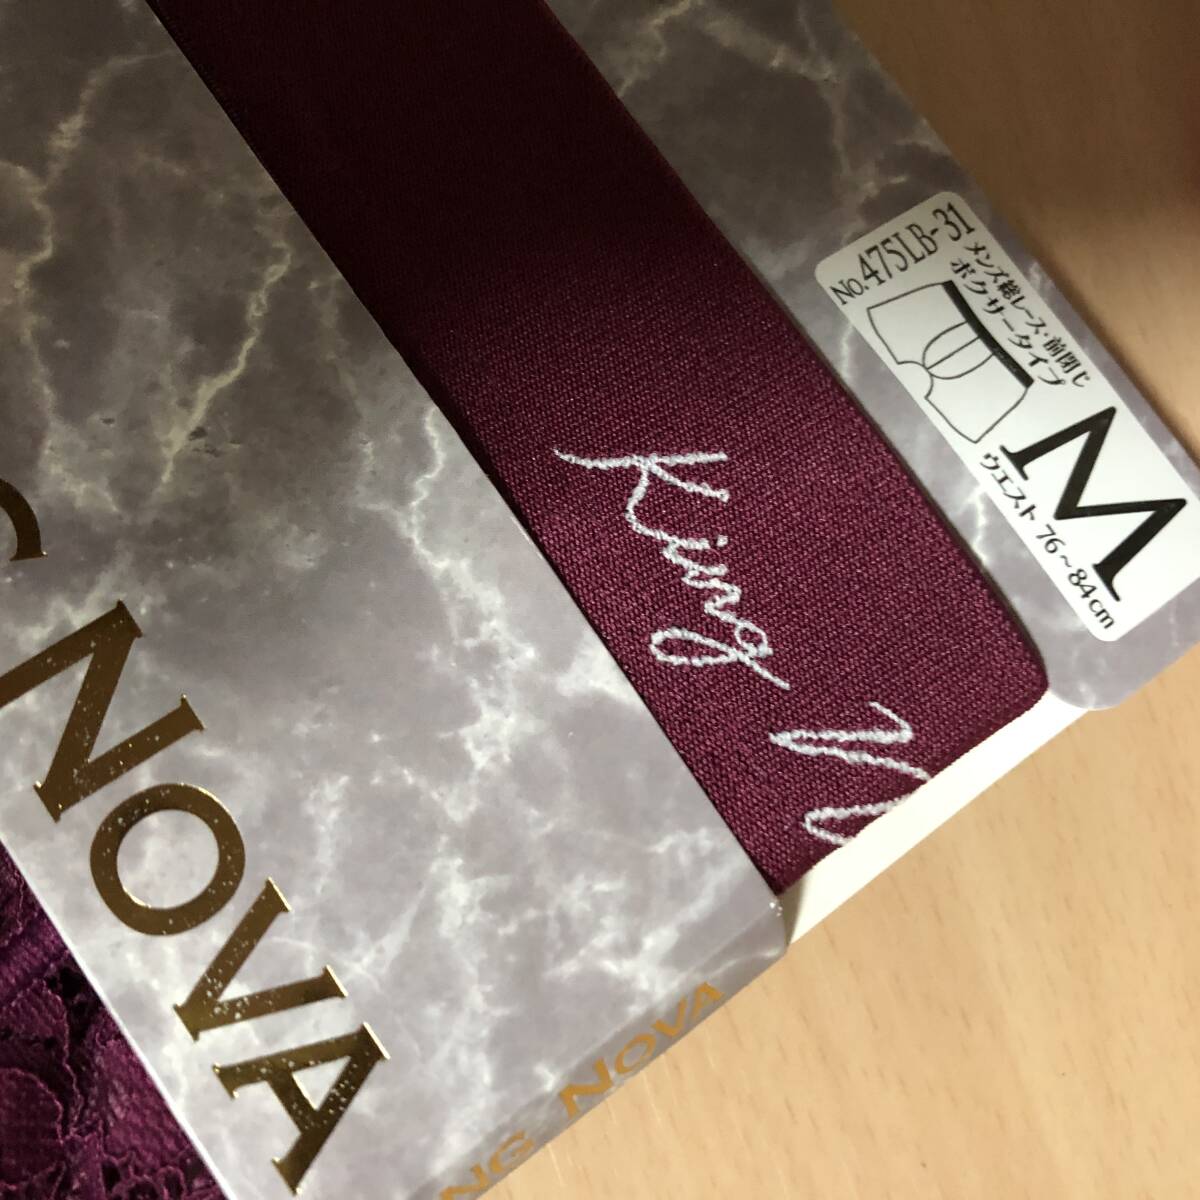 No.475LB-31
メンズ総レース・前閉じ
ボクサータイプ
M
ウエスト 76~84cm
King N
G NOVA
NG NOVA